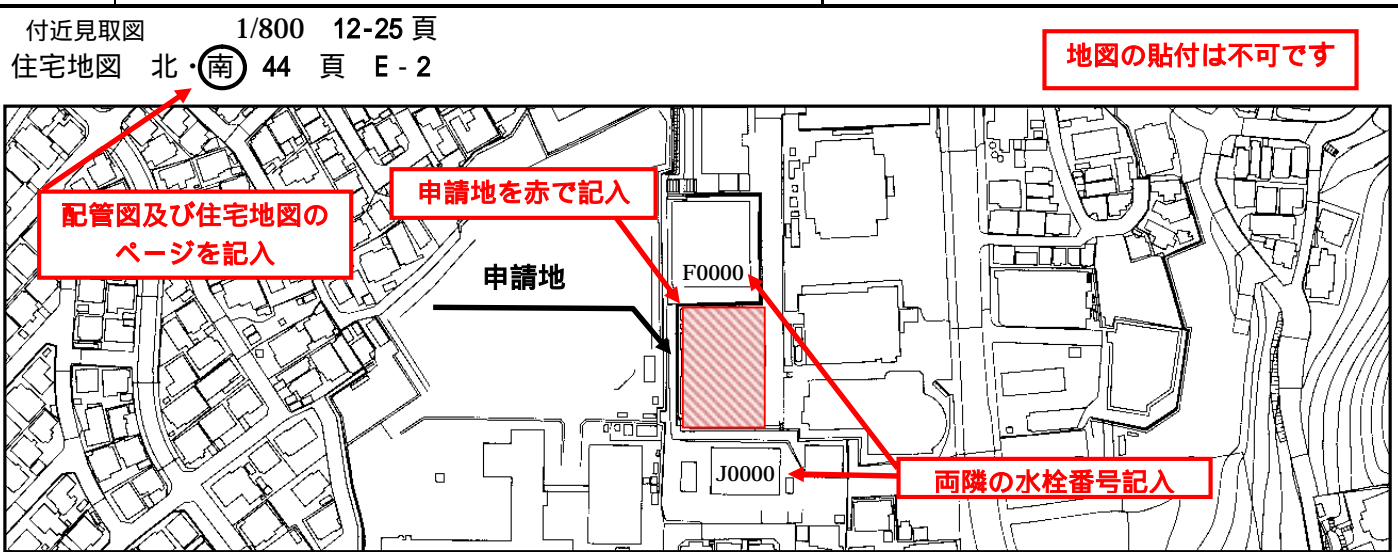 付近見取図 1/800 12-25 頁
住宅地図 北・南 44 頁 E - 2
地図の貼付は不可です
配管図及び住宅地図の
ページを記入
申請地を赤で記入
申請地
F0000
J0000
両隣の水栓番号記入